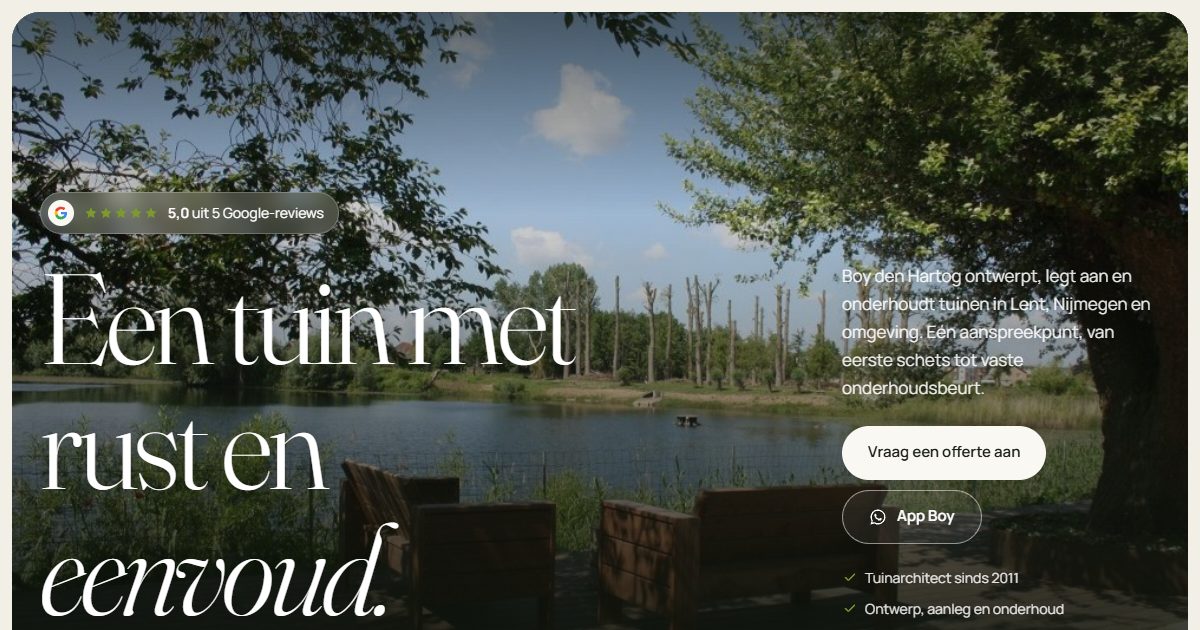 5,0 uit 5 Google-reviews
Een tuin met
rust en
eenvoud.
Boy den Hartog ontwerpt, legt aan en
onderhoudt tuinen in Lent, Nijmegen en
omgeving. Eén aanspreekpunt, van
eerste schets tot vaste
onderhoudsbeurt.
Vraag een offerte aan
App Boy
Tuinarchitect sinds 2011
Ontwerp, aanleg en onderhoud